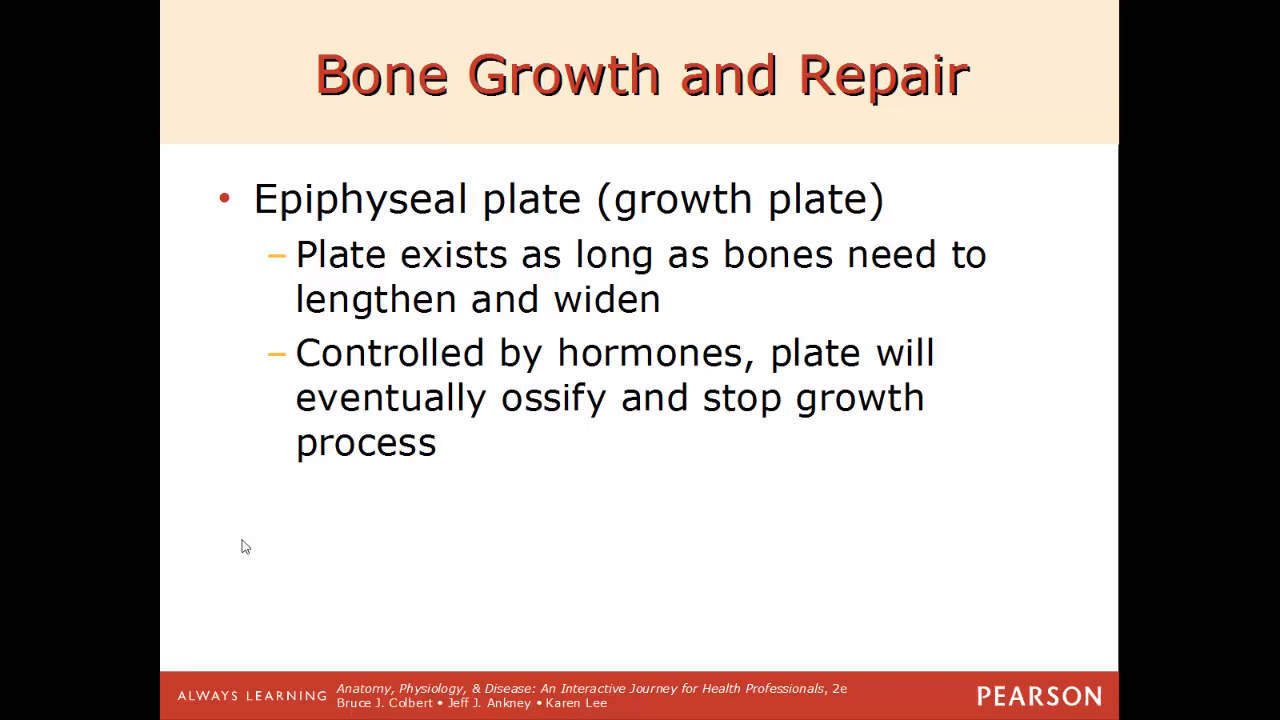 Bone Growth and Repair
• Epiphyseal plate (growth plate)
– Plate exists as long as bones need to
lengthen and widen
– Controlled by hormones, plate will
eventually ossify and stop growth
process
ALWAYS LEARNING
Anatomy, Physiology, & Disease: An Interactive Journey for Health Professionals, 2e
Bruce J. Colbert • Jeff J. Ankney • Karen Lee
PEARSON